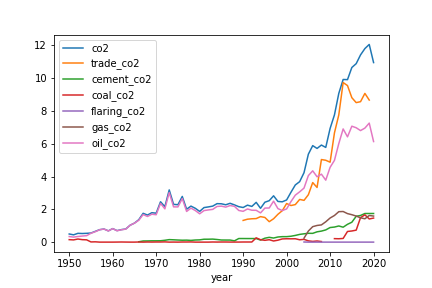 co2
trade_co2
cement_co2
coal_co2
flaring_co2
gas_co2
oil_co2
12
10
8
6
4
2
0
1950 1960 1970 1980 1990 2000 2010 2020
year